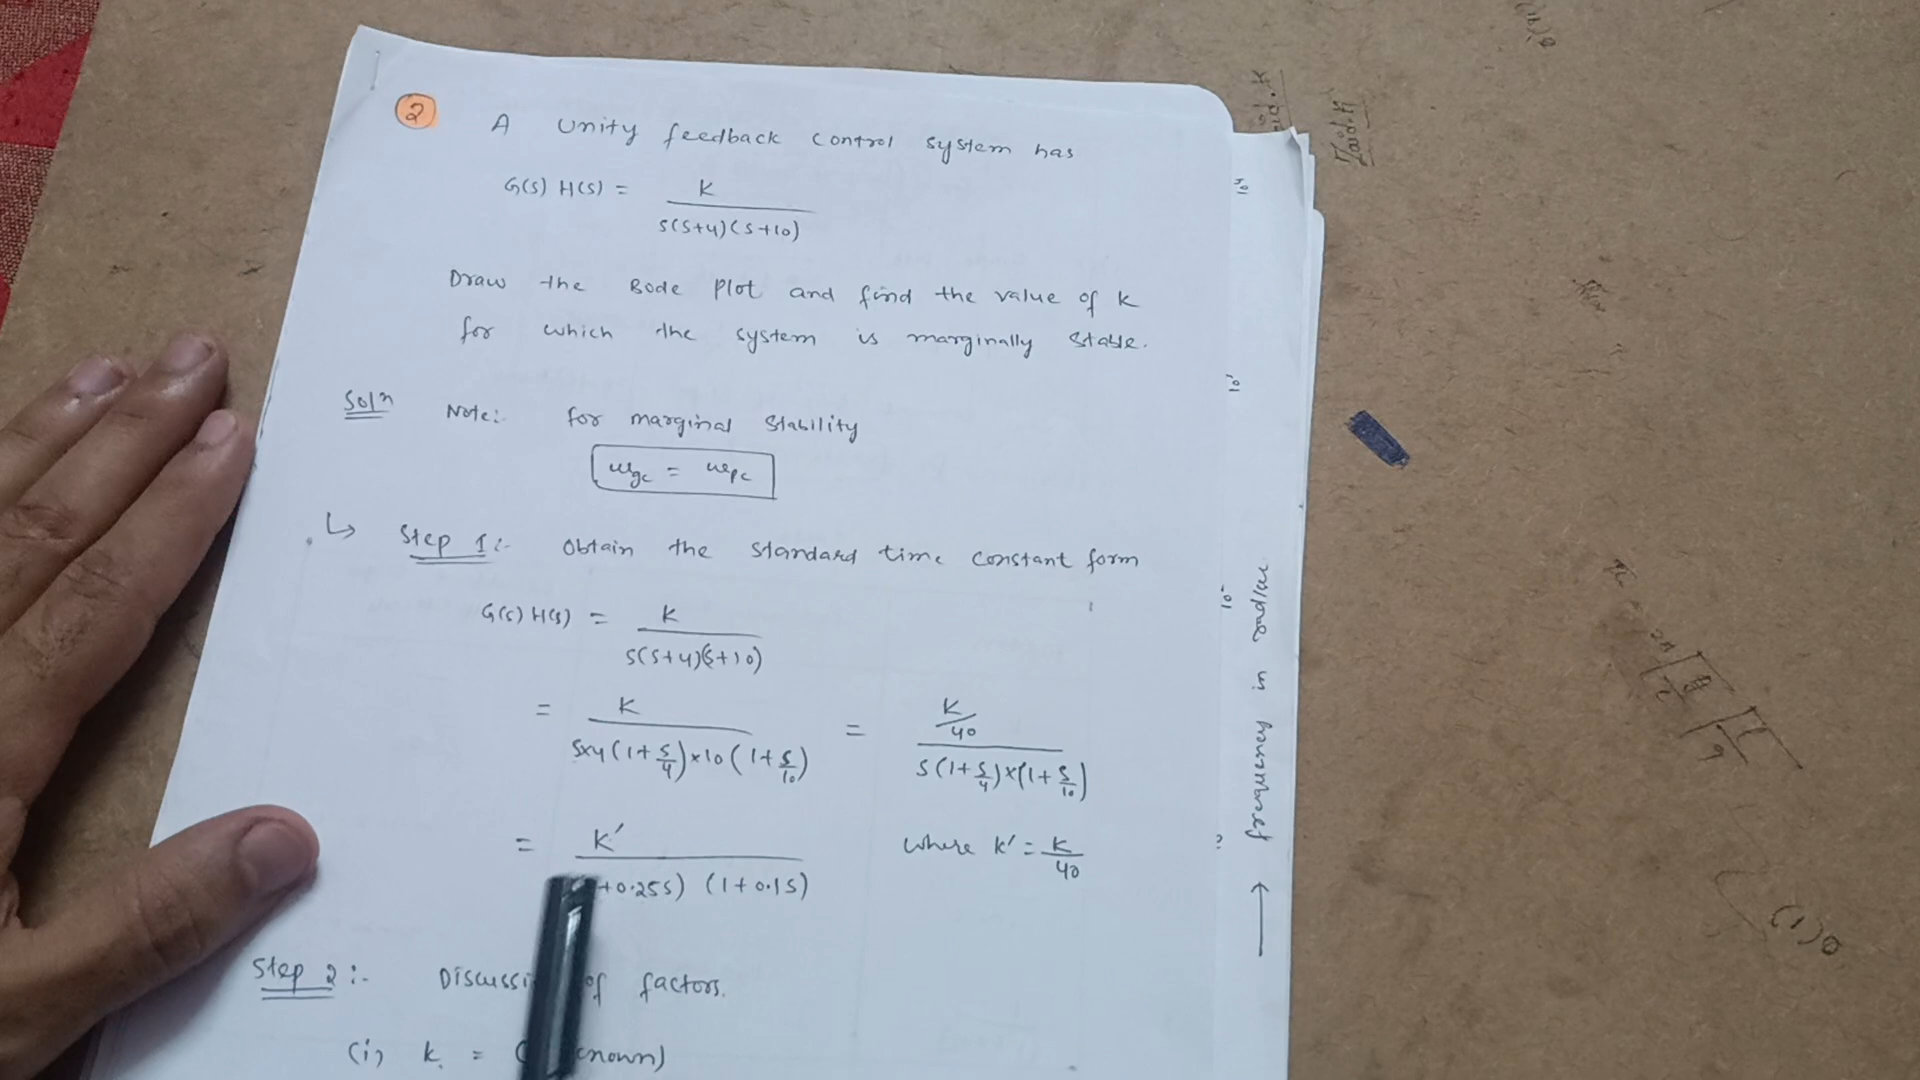 2
A Unity feedback control system has
G(s) H(s) = K / s(s+4)(s+10)
Draw the Bode Plot and find the value of K
for which the system is marginally stable.
Soln Note: for marginal Stability
ωgc = ωpc
↳ Step 1:- Obtain the standard time constant form
G(s) H(s) = K / s(s+4)(s+10)
= K / s×4(1+s/4)×10(1+s/10) = K/40 / s(1+s/4)×(1+s/10)
= K' / +0.25s) (1+0.1s) where K' = K/40
Step 2:- Discussi of factors.
(i) K = nown)
frequency in rad/sec
Zaid.K